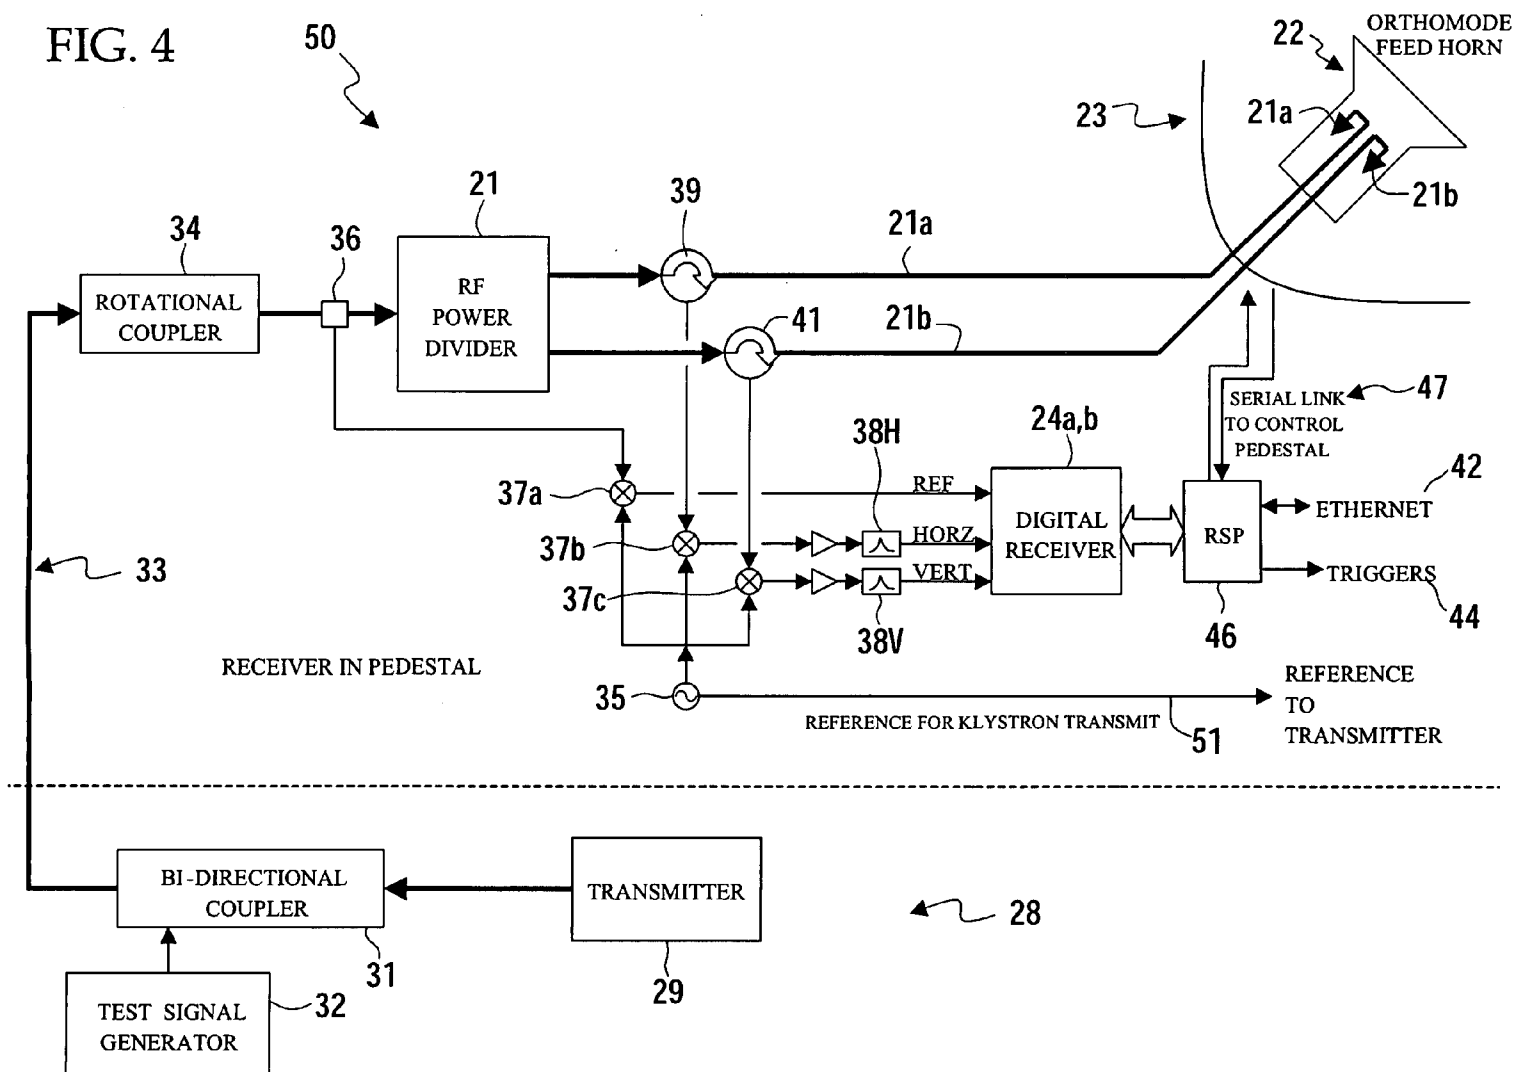 FIG. 4
50
22
ORTHOMODE
FEED HORN
23
21a
21b
34
36
21
39
21a
ROTATIONAL
COUPLER
RF
POWER
DIVIDER
41
21b
SERIAL LINK
TO CONTROL
PEDESTAL
47
38H
24a,b
42
37a
REF
ETHERNET
37b
HORZ
DIGITAL
RECEIVER
RSP
37c
VERT
TRIGGERS
33
38V
46
44
RECEIVER IN PEDESTAL
35
REFERENCE FOR KLYSTRON TRANSMIT
51
REFERENCE
TO
TRANSMITTER
BI-DIRECTIONAL
COUPLER
TRANSMITTER
28
31
29
32
TEST SIGNAL
GENERATOR